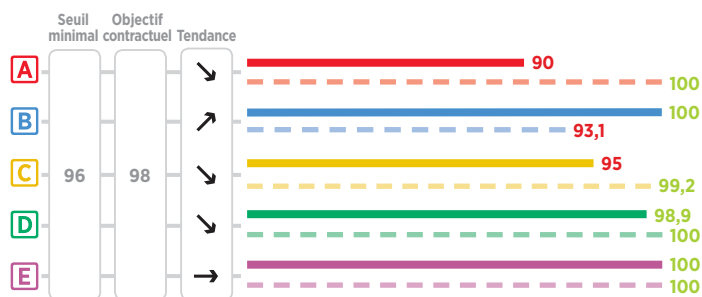 Seuil minimal
Objectif contractuel
Tendance
A
90
100
B
100
93,1
C
96
98
95
99,2
D
98,9
100
E
100
100